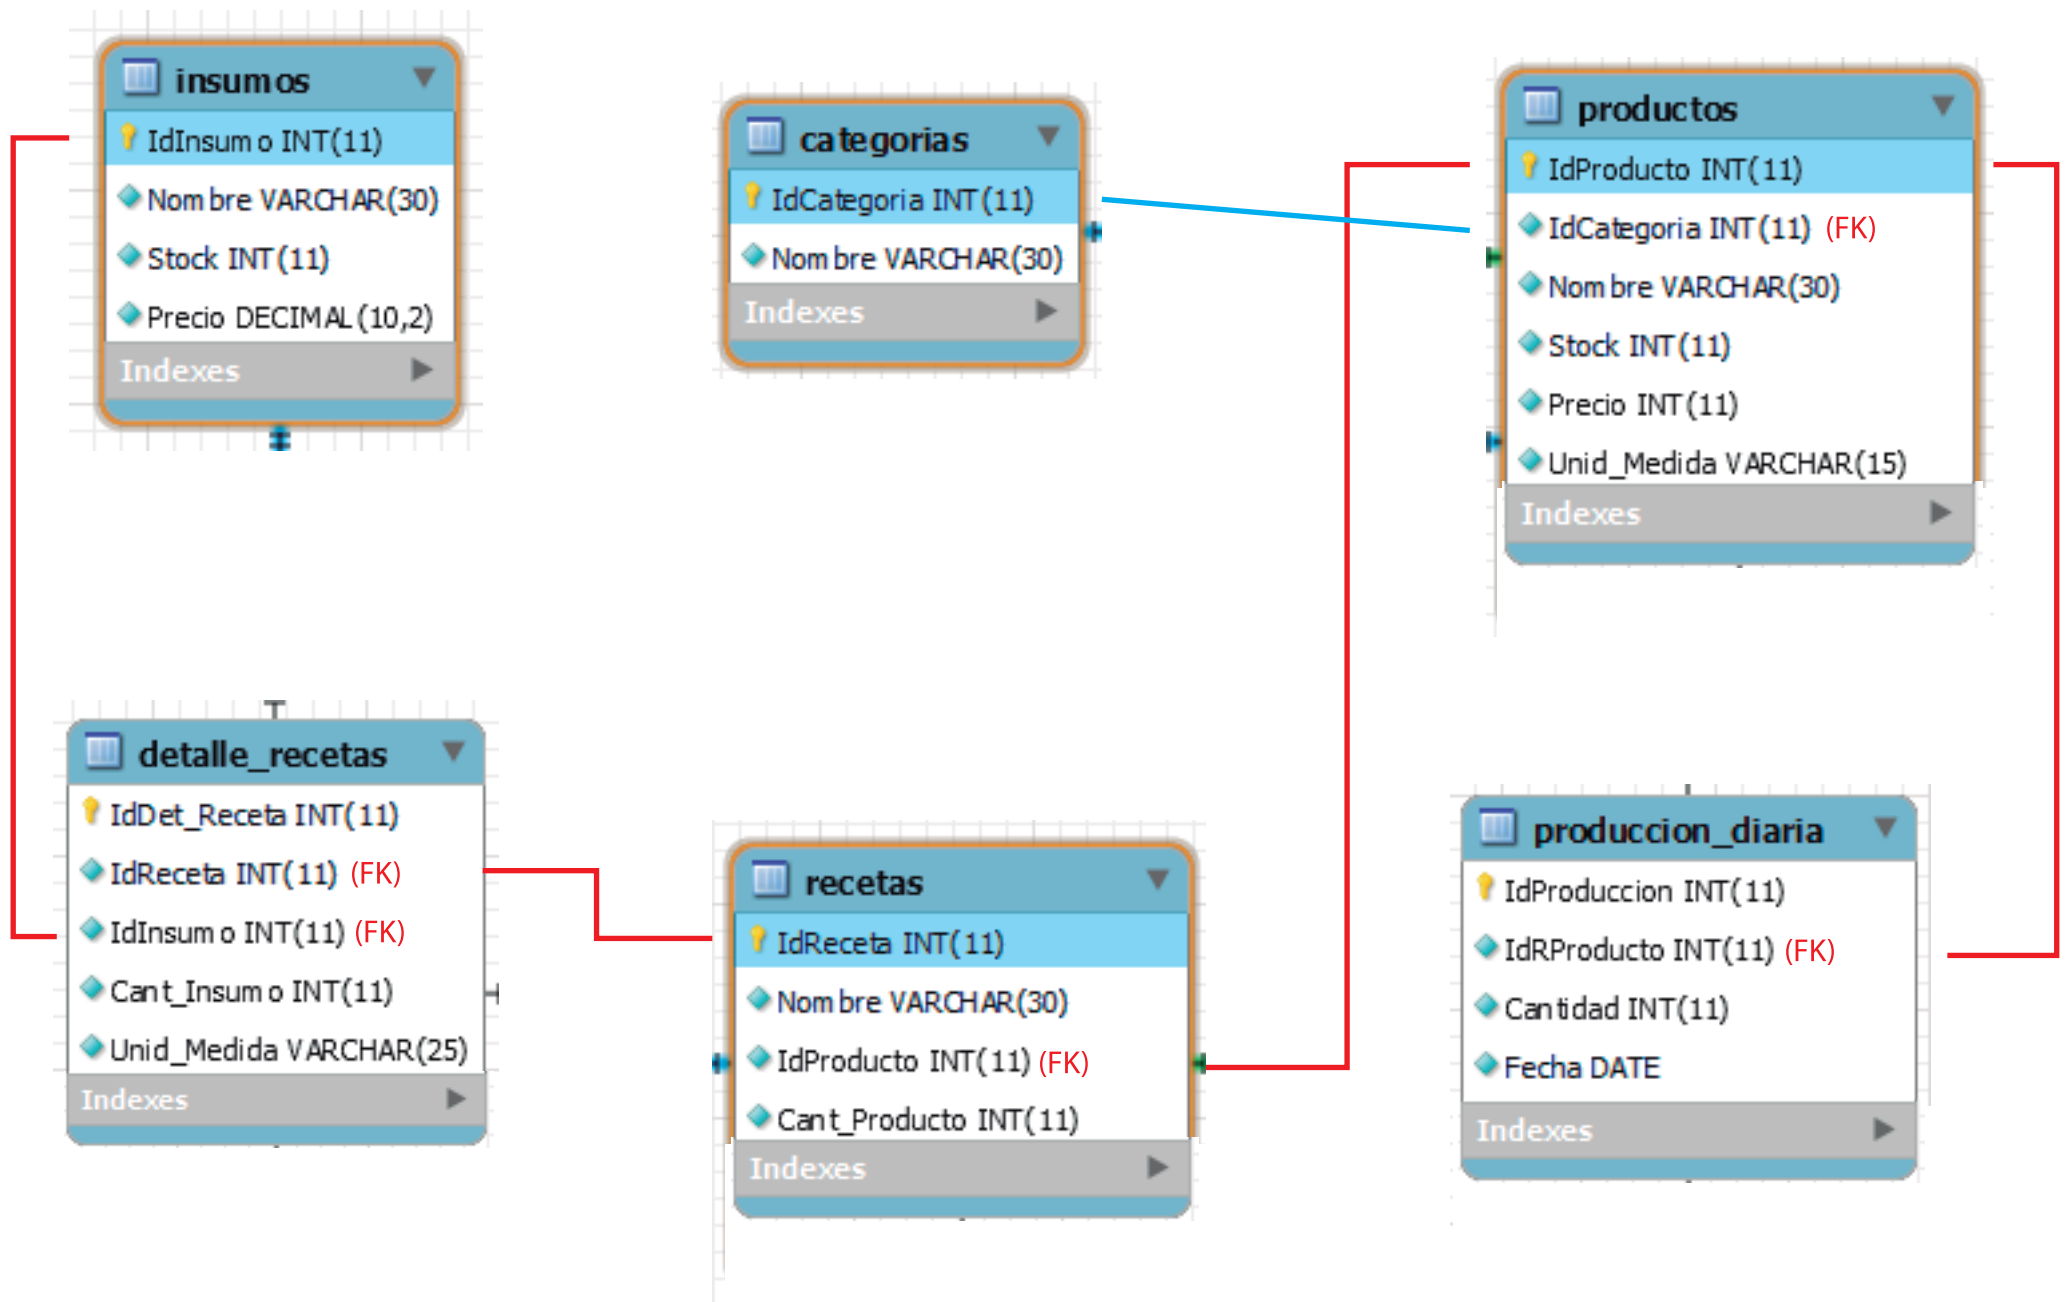 insumos
IdInsumo INT(11)
Nombre VARCHAR(30)
Stock INT(11)
Precio DECIMAL(10,2)
Indexes
categorias
IdCategoria INT(11)
Nombre VARCHAR(30)
Indexes
productos
IdProducto INT(11)
IdCategoria INT(11) (FK)
Nombre VARCHAR(30)
Stock INT(11)
Precio INT(11)
Unid_Medida VARCHAR(15)
Indexes
detalle_recetas
IdDet_Receta INT(11)
IdReceta INT(11) (FK)
IdInsumo INT(11) (FK)
Cant_Insumo INT(11)
Unid_Medida VARCHAR(25)
Indexes
recetas
IdReceta INT(11)
Nombre VARCHAR(30)
IdProducto INT(11) (FK)
Cant_Producto INT(11)
Indexes
produccion_diaria
IdProduccion INT(11)
IdRProducto INT(11) (FK)
Cantidad INT(11)
Fecha DATE
Indexes